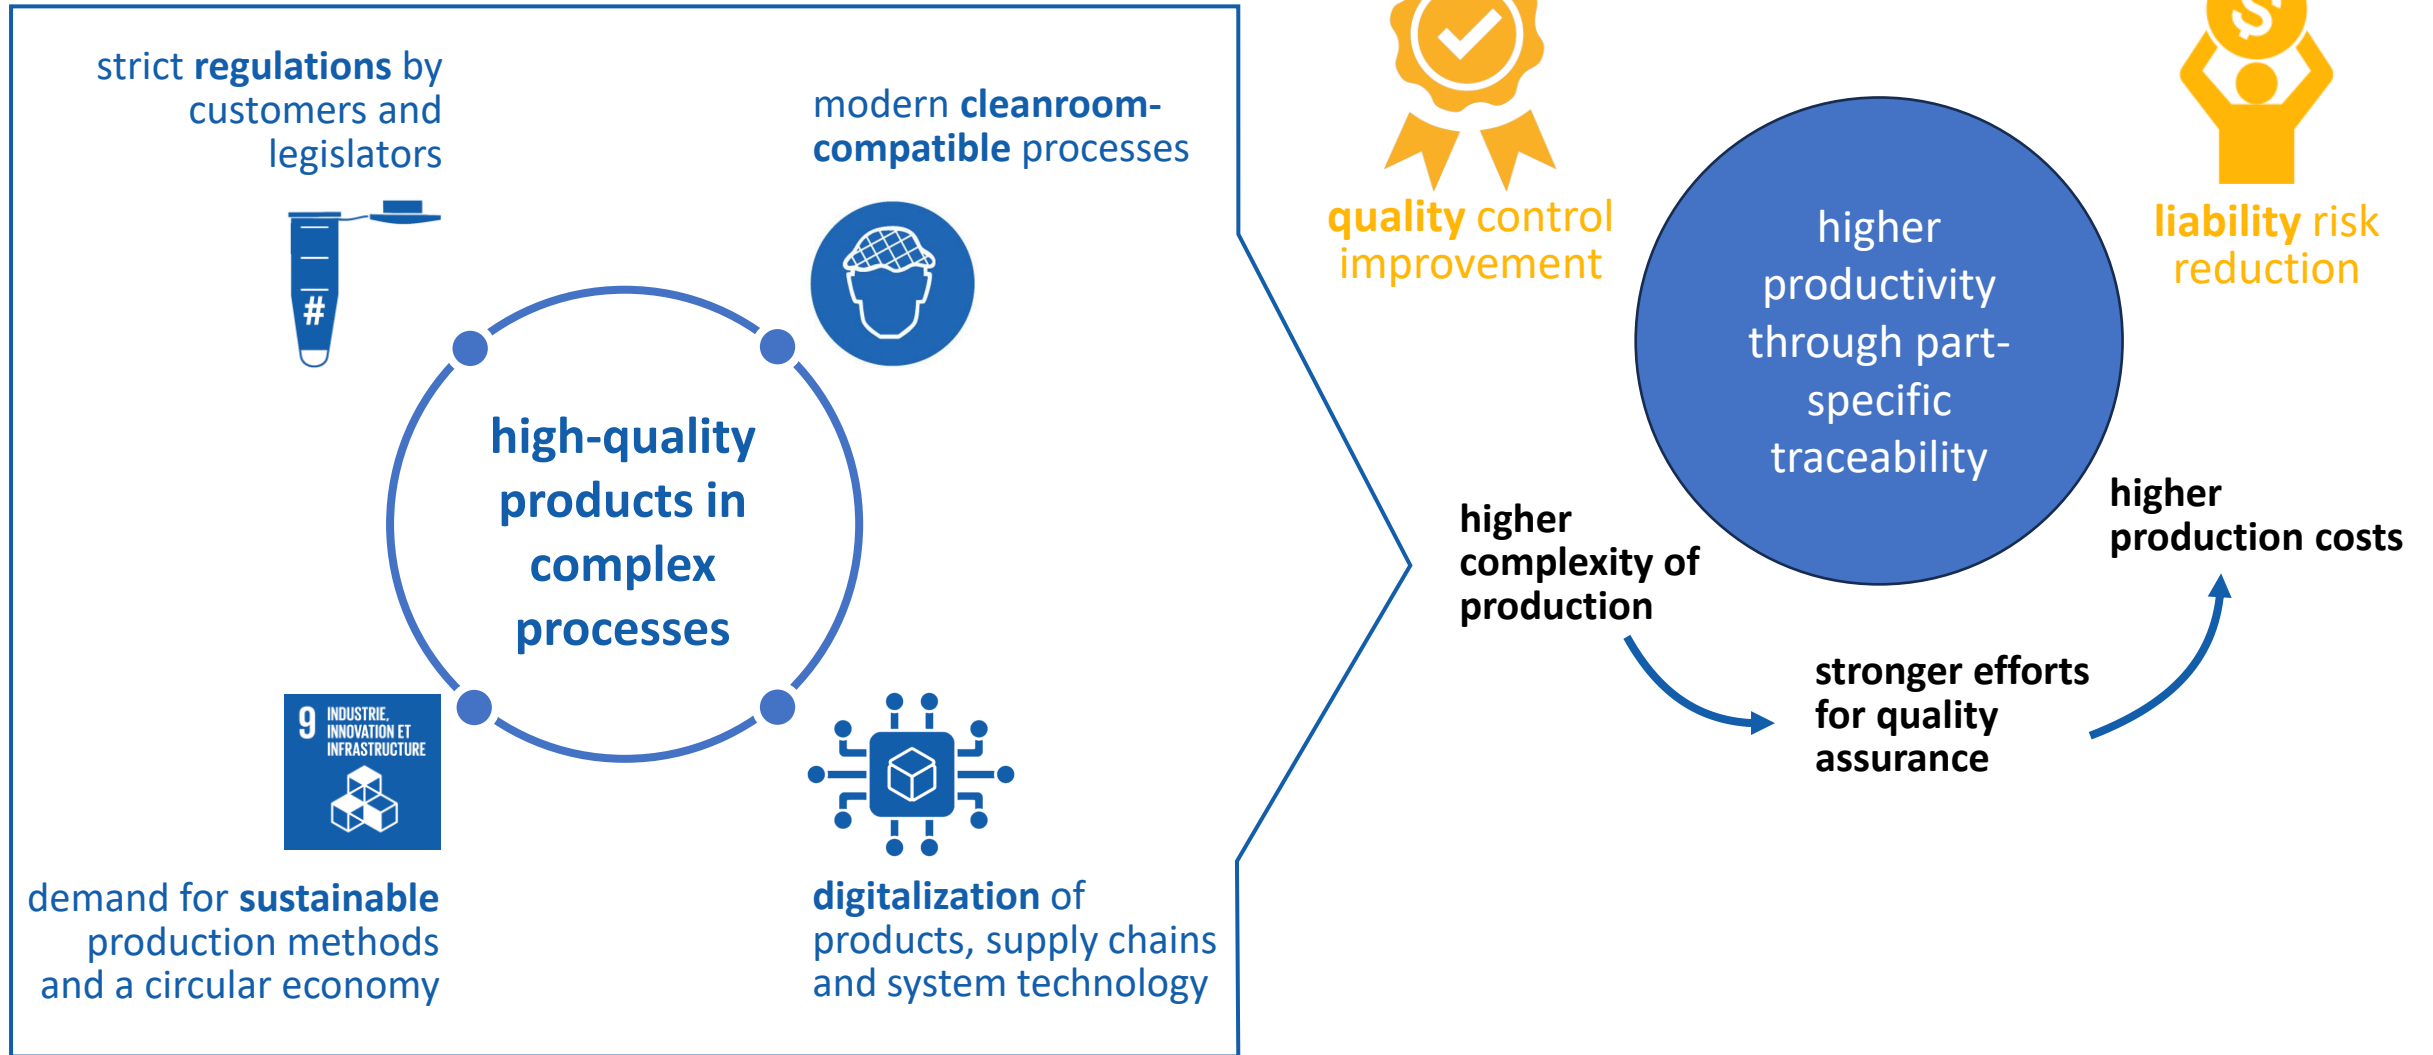 strict regulations by
customers and
legislators
#
modern cleanroom-
compatible processes
high-quality
products in
complex
processes
9 INDUSTRIE,
INNOVATION ET
INFRASTRUCTURE
demand for sustainable
production methods
and a circular economy
digitalization of
products, supply chains
and system technology
quality control
improvement
$
liability risk
reduction
higher
productivity
through part-
specific
traceability
higher
complexity of
production
stronger efforts
for quality
assurance
higher
production costs